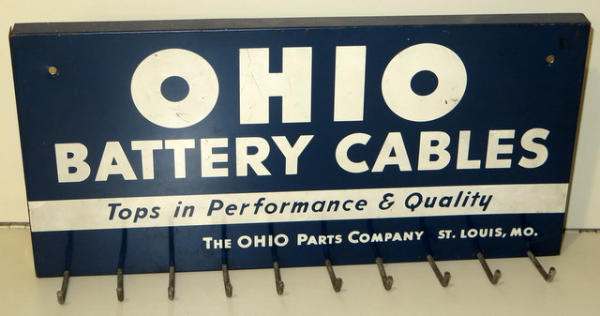 OHIO
BATTERY CABLES
Tops in Performance & Quality
THE OHIO PARTS COMPANY ST. LOUIS, MO.